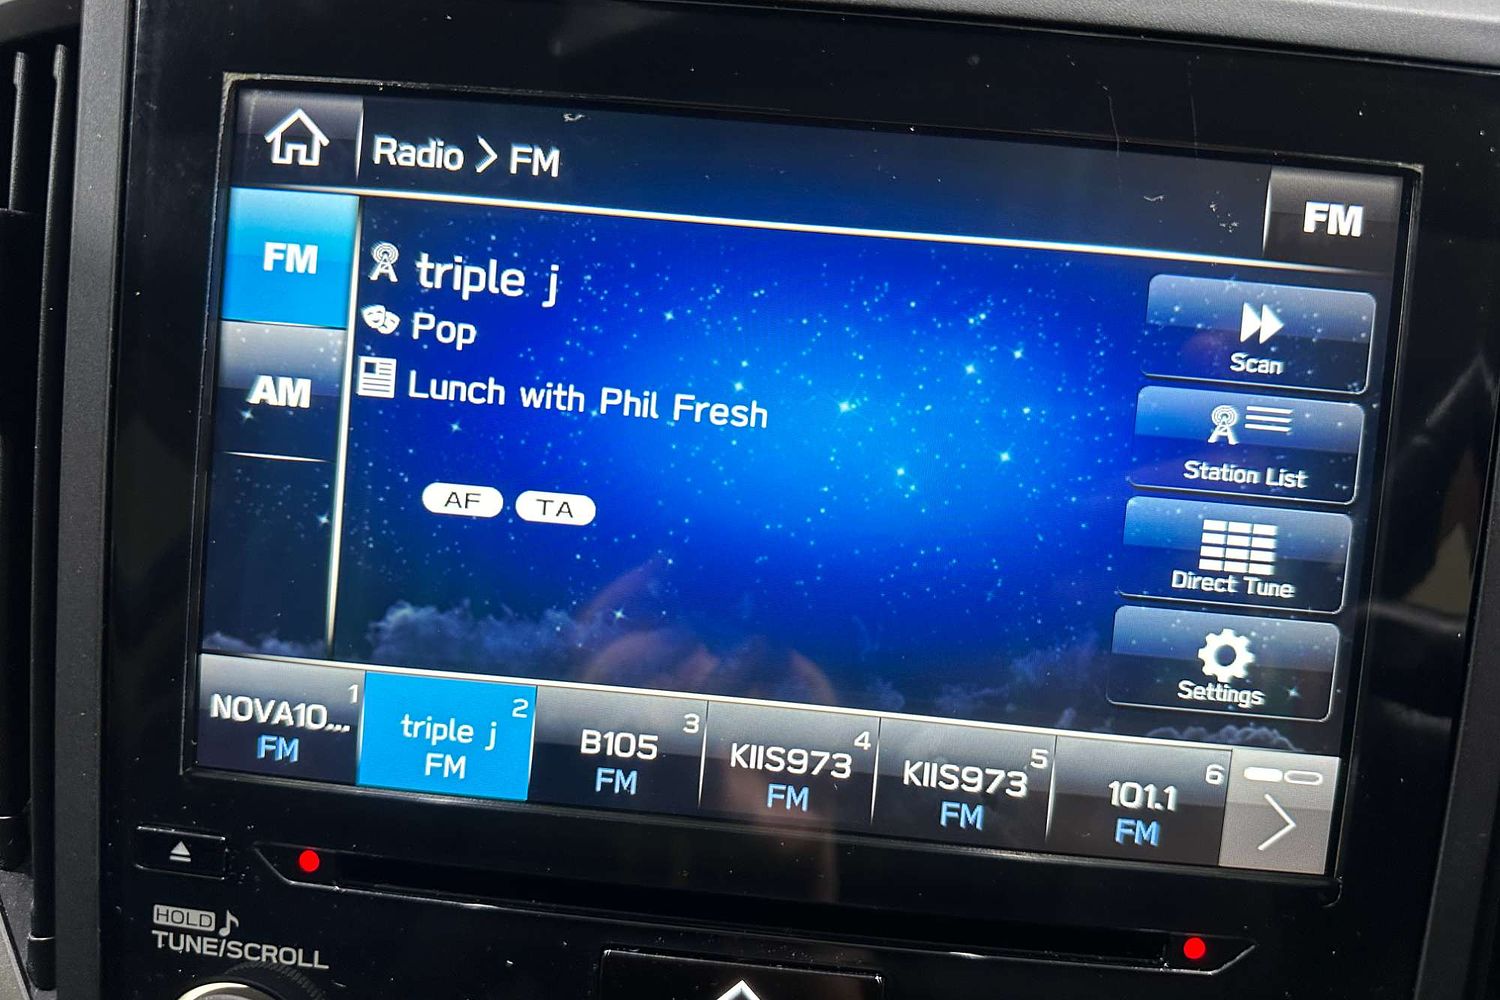 Radio > FM
FM
FM
AM
triple j
Pop
Lunch with Phil Fresh
AF TA
Scan
Station List
Direct Tune
Settings
1
NOVA10...
FM
2
triple j
FM
3
B105
FM
4
KIIS973
FM
5
KIIS973
FM
6
101.1
FM
HOLD
TUNE/SCROLL